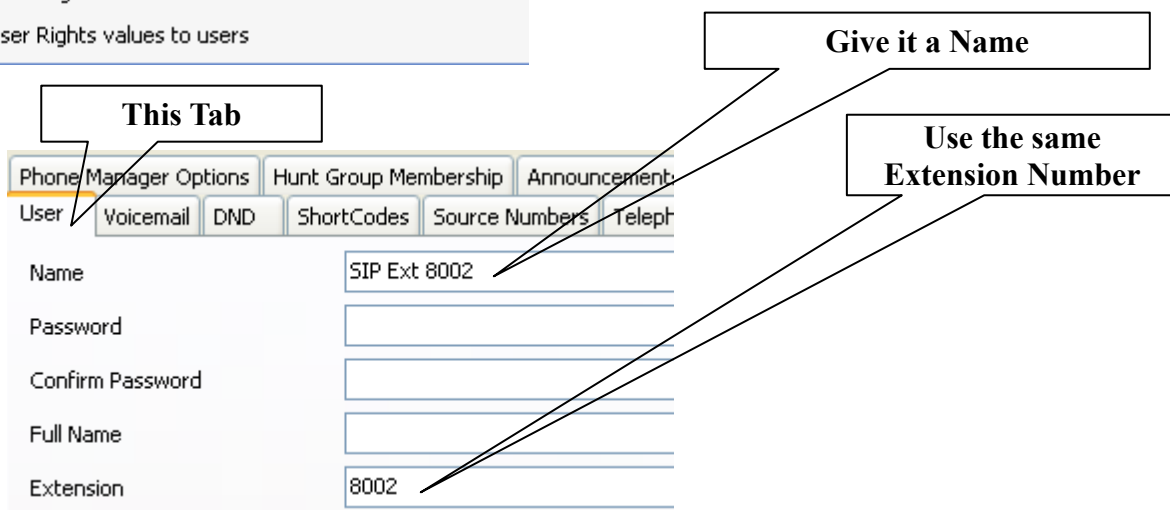 ser Rights values to users
Give it a Name
This Tab
Use the same
Extension Number
Phone Manager Options Hunt Group Membership Announcements
User Voicemail DND ShortCodes Source Numbers Teleph
Name SIP Ext 8002
Password
Confirm Password
Full Name
Extension 8002